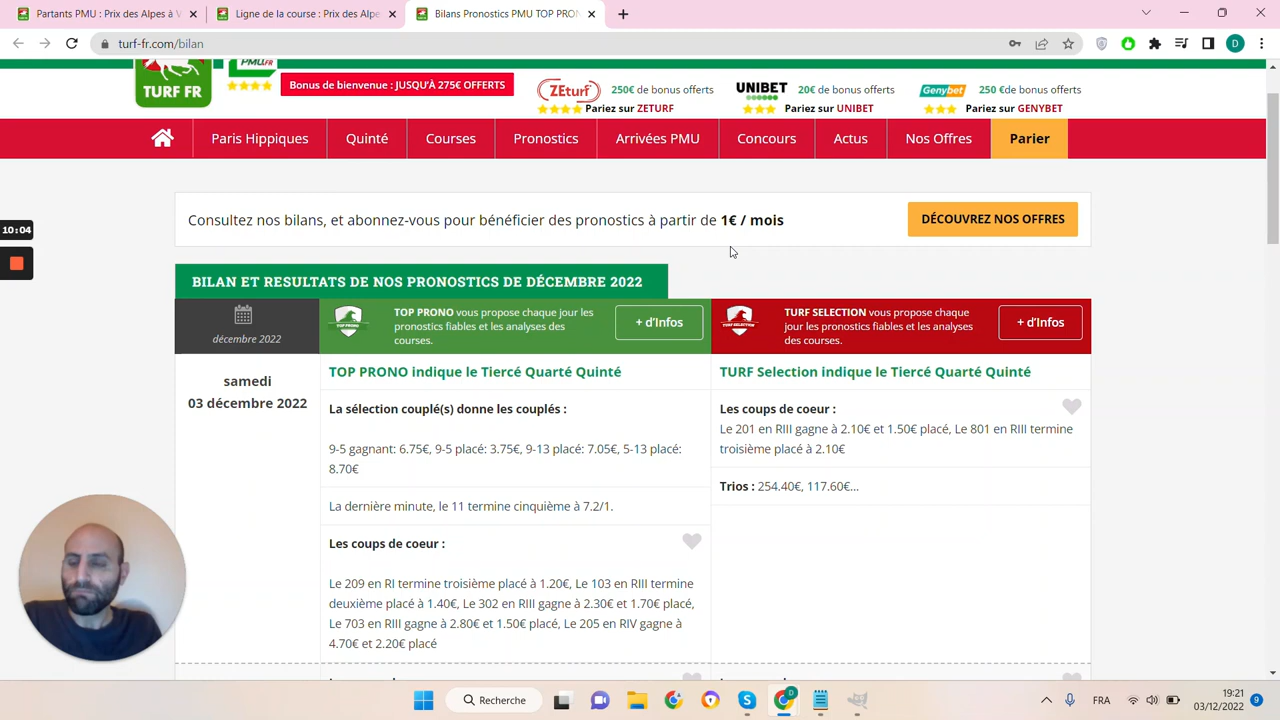 Partants PMU : Prix des Alpes à V
Ligne de la course : Prix des Alpe
Bilans Pronostics PMU TOP PRON
turf-fr.com/bilan
D
TURF FR
PMU.FR
Bonus de bienvenue : JUSQU'À 275€ OFFERTS
ZEturf
250€ de bonus offerts
Pariez sur ZETURF
UNIBET
20€ de bonus offerts
Pariez sur UNIBET
Genybet
250 €de bonus offerts
Pariez sur GENYBET
Paris Hippiques
Quinté
Courses
Pronostics
Arrivées PMU
Concours
Actus
Nos Offres
Parier
Consultez nos bilans, et abonnez-vous pour bénéficier des pronostics à partir de 1€ / mois
DÉCOUVREZ NOS OFFRES
10:04
BILAN ET RESULTATS DE NOS PRONOSTICS DE DÉCEMBRE 2022
décembre 2022
TOP PRONO
TOP PRONO vous propose chaque jour les
pronostics fiables et les analyses des
courses.
+ d'Infos
TURF SELECTION
TURF SELECTION vous propose chaque
jour les pronostics fiables et les analyses
des courses.
+ d'Infos
samedi
03 décembre 2022
TOP PRONO indique le Tiercé Quarté Quinté
La sélection couplé(s) donne les couplés :
9-5 gagnant: 6.75€, 9-5 placé: 3.75€, 9-13 placé: 7.05€, 5-13 placé:
8.70€
La dernière minute, le 11 termine cinquième à 7.2/1.
Les coups de coeur :
Le 209 en RI termine troisième placé à 1.20€, Le 103 en RIII termine
deuxième placé à 1.40€, Le 302 en RIII gagne à 2.30€ et 1.70€ placé,
Le 703 en RIII gagne à 2.80€ et 1.50€ placé, Le 205 en RIV gagne à
4.70€ et 2.20€ placé
TURF Selection indique le Tiercé Quarté Quinté
Les coups de coeur :
Le 201 en RIII gagne à 2.10€ et 1.50€ placé, Le 801 en RIII termine
troisième placé à 2.10€
Trios : 254.40€, 117.60€...
Recherche
D
FRA
19:21
03/12/2022
9